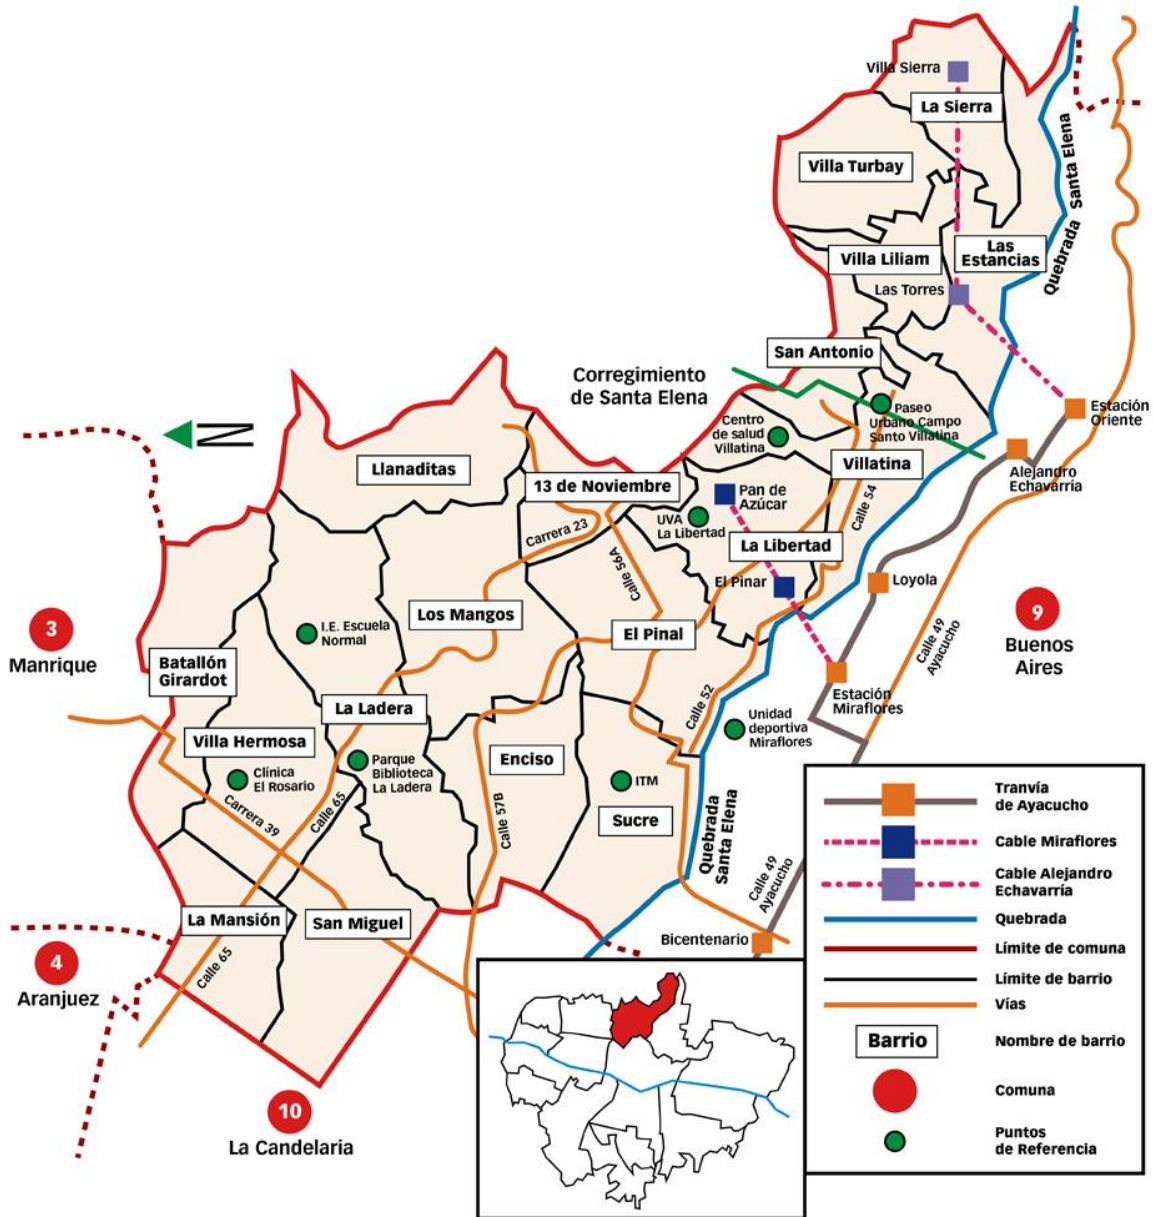 Villa Sierra
La Sierra
Villa Turbay
Quebrada Santa Elena
Villa Liliam
Las
Estancias
Las Torres
San Antonio
Corregimiento
de Santa Elena
Paseo
Urbano Campo
Santo Villatina
Estación
Oriente
Centro
de salud
Villatina
N
Llanaditas
Villatina
Alejandro
Echavarría
13 de Noviembre
Pan de
Azúcar
Calle 54
UVA
La Libertad
Carrera 23
La Libertad
Calle 56A
El Pinar
Loyola
3
Manrique
9
Buenos
Aires
Los Mangos
I.E. Escuela
Normal
El Pinal
Calle 49
Ayacucho
Batallón
Girardot
Estación
Miraflores
La Ladera
Calle 52
Unidad
deportiva
Miraflores
Villa Hermosa
Enciso
Parque
Biblioteca
La Ladera
Clínica
El Rosario
ITM
Carrera 39
Calle 65
Calle 57B
Sucre
Quebrada
Santa Elena
Calle 49
Ayacucho
La Mansión
San Miguel
Bicentenario
Calle 65
4
Aranjuez
10
La Candelaria
Tranvía
de Ayacucho
Cable Miraflores
Cable Alejandro
Echavarría
Quebrada
Límite de comuna
Límite de barrio
Vías
Barrio
Nombre de barrio
Comuna
Puntos
de Referencia